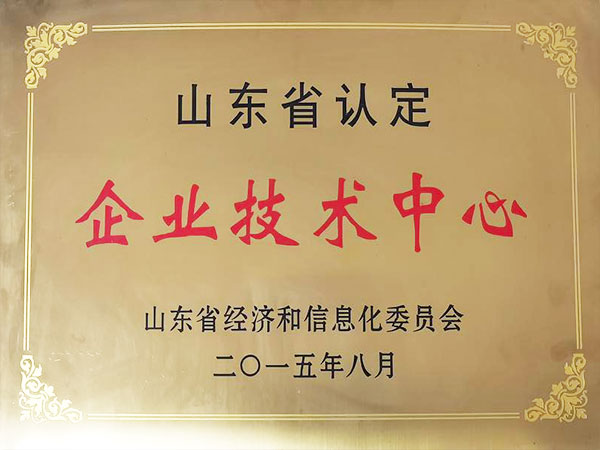 山东省认定
企业技术中心
山东省经济和信息化委员会
二〇一五年八月